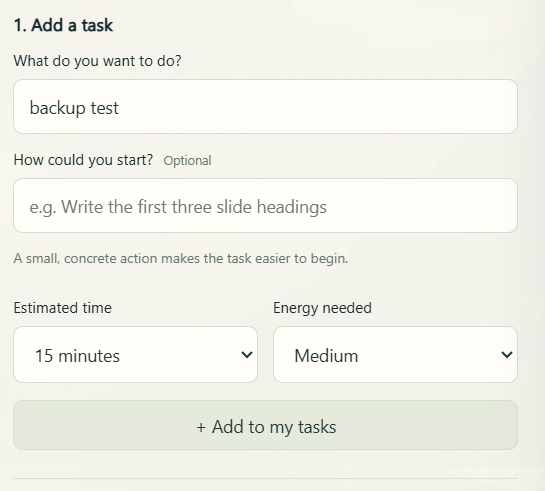 1. Add a task
What do you want to do?
backup test
How could you start? Optional
e.g. Write the first three slide headings
A small, concrete action makes the task easier to begin.
Estimated time Energy needed
15 minutes Medium
+ Add to my tasks